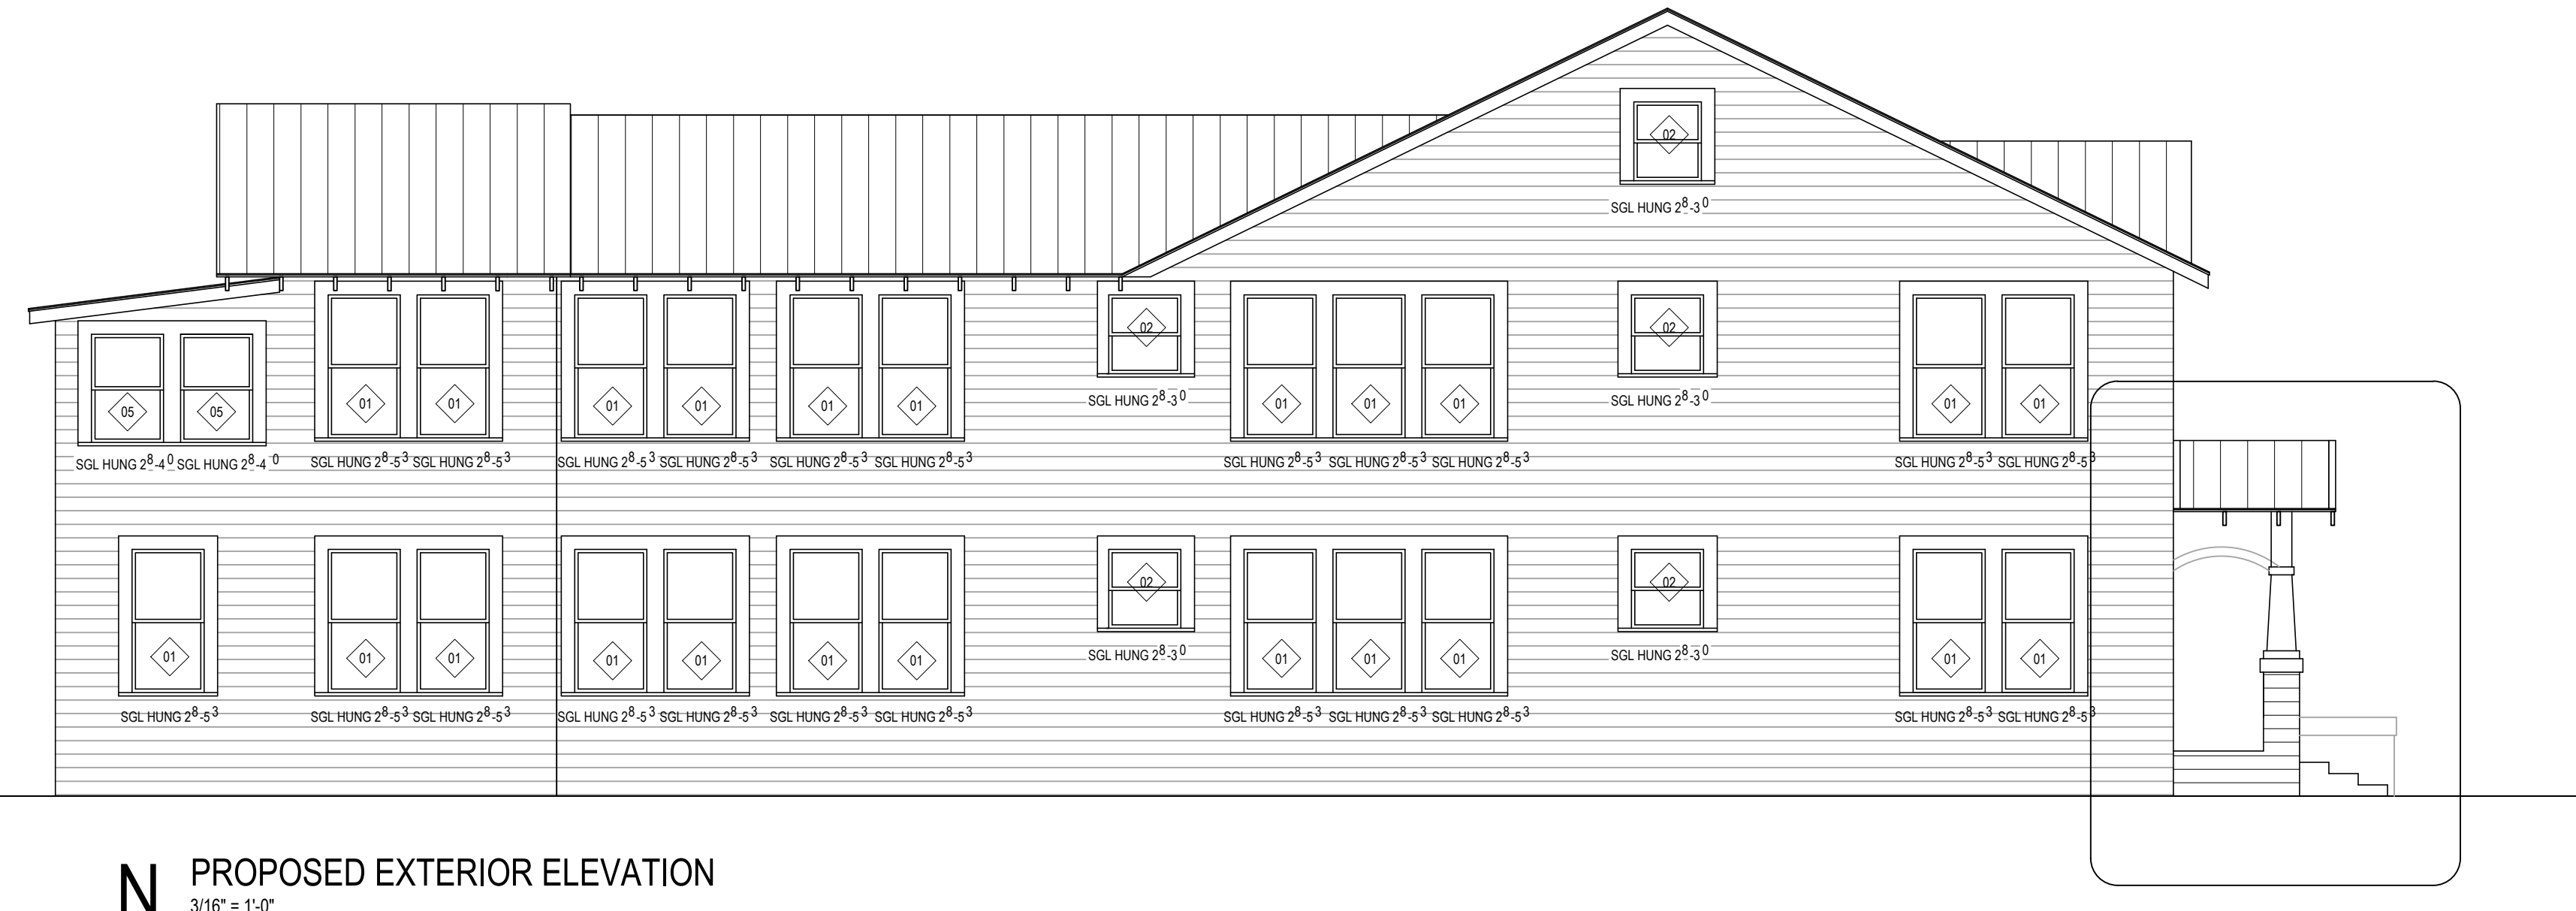 02
SGL HUNG 2⁸-3⁰
02 02
05 05 01 01 01 01 01 01 01 01 01 01 01
SGL HUNG 2⁸-3⁰ SGL HUNG 2⁸-3⁰
SGL HUNG 2⁸-4⁰ SGL HUNG 2⁸-4⁰ SGL HUNG 2⁸-5³ SGL HUNG 2⁸-5³ SGL HUNG 2⁸-5³ SGL HUNG 2⁸-5³ SGL HUNG 2⁸-5³ SGL HUNG 2⁸-5³ SGL HUNG 2⁸-5³ SGL HUNG 2⁸-5³ SGL HUNG 2⁸-5³ SGL HUNG 2⁸-5³ SGL HUNG 2⁸-5³
02 02
01 01 01 01 01 01 01 01 01 01 01 01
SGL HUNG 2⁸-3⁰ SGL HUNG 2⁸-3⁰
SGL HUNG 2⁸-5³ SGL HUNG 2⁸-5³ SGL HUNG 2⁸-5³ SGL HUNG 2⁸-5³ SGL HUNG 2⁸-5³ SGL HUNG 2⁸-5³ SGL HUNG 2⁸-5³ SGL HUNG 2⁸-5³ SGL HUNG 2⁸-5³ SGL HUNG 2⁸-5³ SGL HUNG 2⁸-5³ SGL HUNG 2⁸-5³
N PROPOSED EXTERIOR ELEVATION
3/16" = 1'-0"